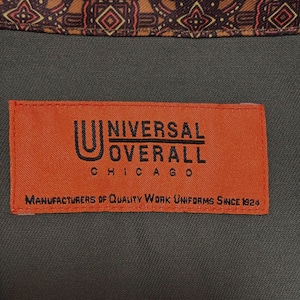 UNIVERSAL
OVERALL
CHICAGO
MANUFACTURERS OF QUALITY WORK UNIFORMS SINCE 1924